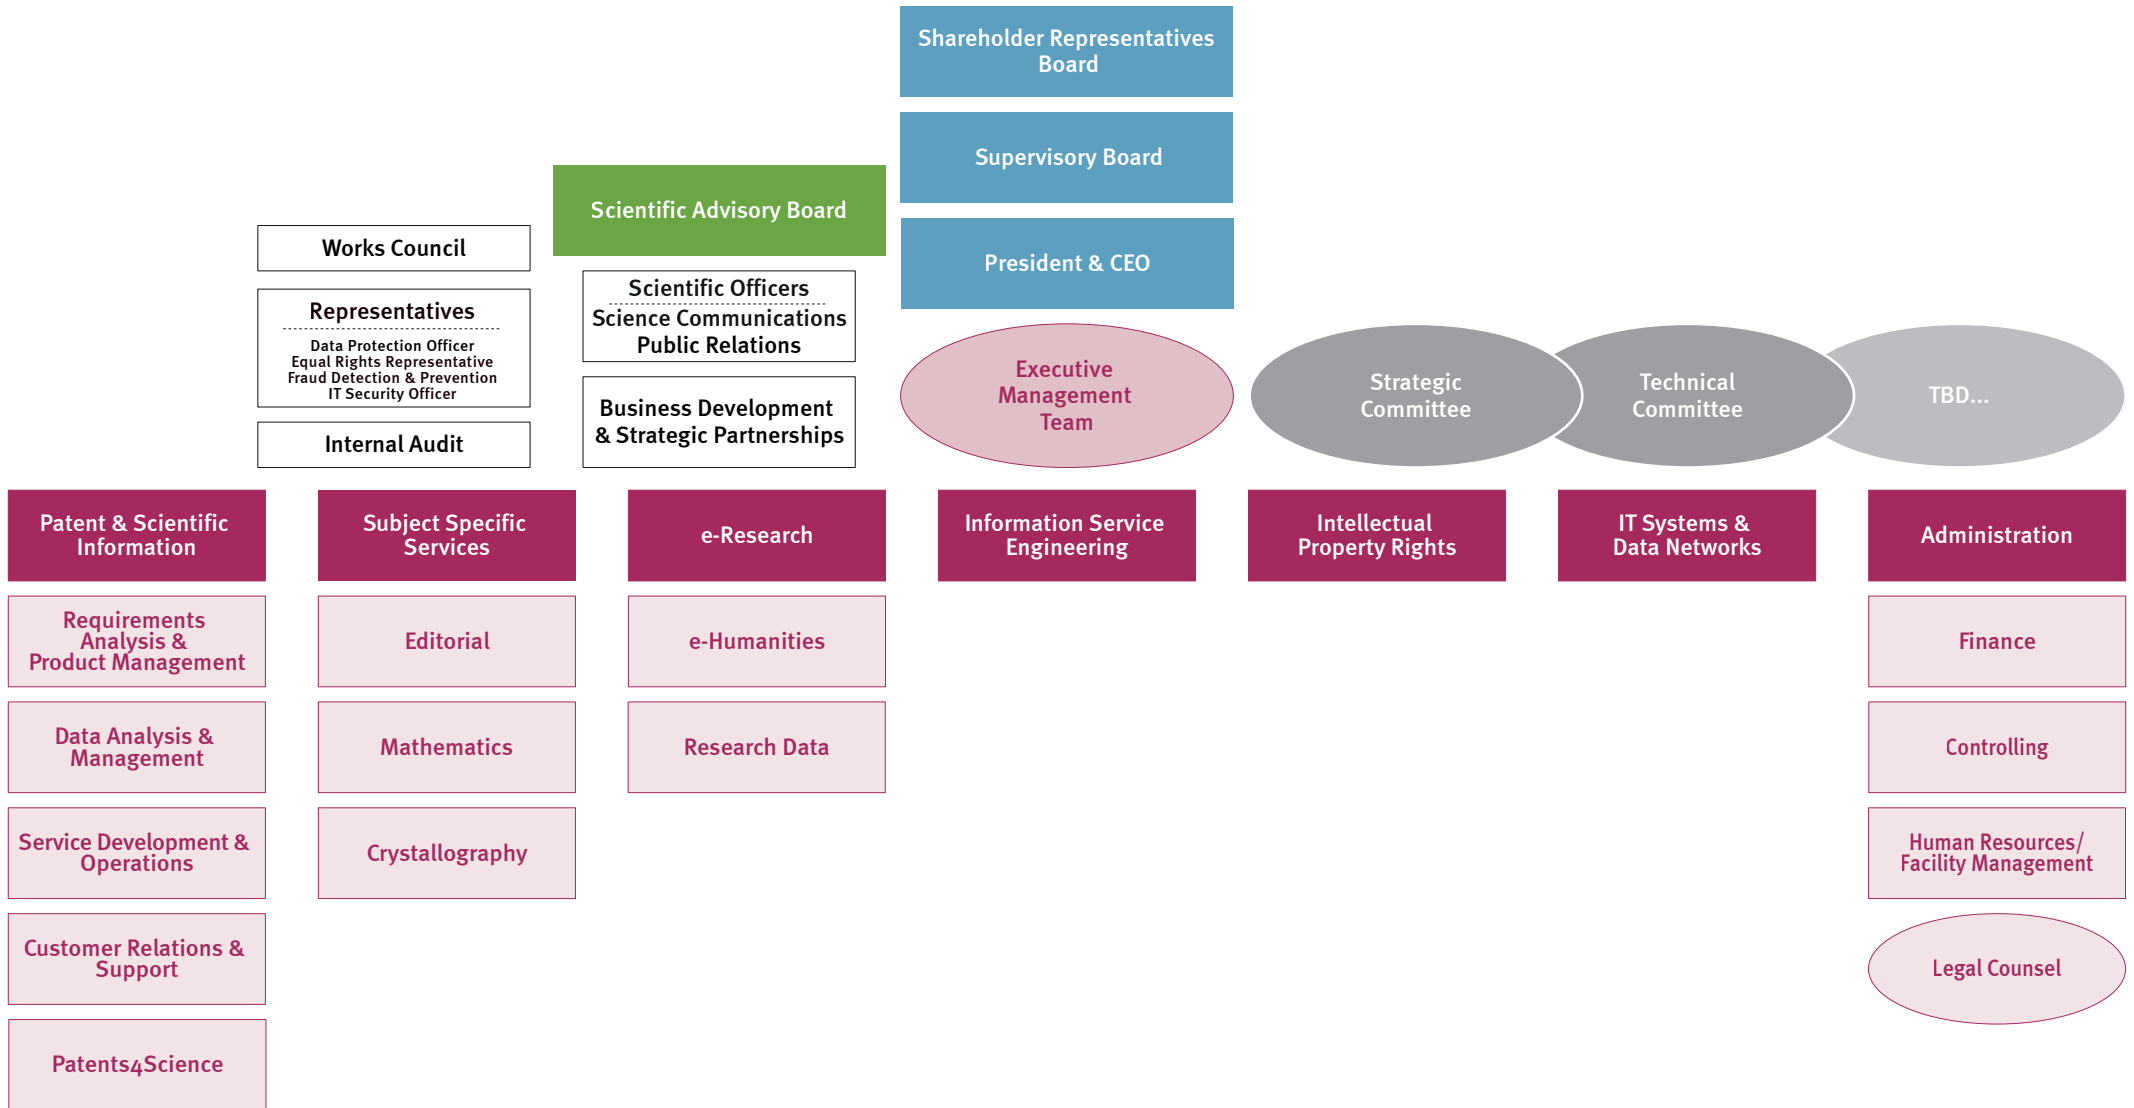 Shareholder Representatives
Board
Supervisory Board
Scientific Advisory Board
President & CEO
Works Council
Representatives
Data Protection Officer
Equal Rights Representative
Fraud Detection & Prevention
IT Security Officer
Internal Audit
Scientific Officers
Science Communications
Public Relations
Business Development
& Strategic Partnerships
Executive
Management
Team
Strategic
Committee
Technical
Committee
TBD...
Patent & Scientific
Information
Requirements
Analysis &
Product Management
Data Analysis &
Management
Service Development &
Operations
Customer Relations &
Support
Patents4Science
Subject Specific
Services
Editorial
Mathematics
Crystallography
e-Research
e-Humanities
Research Data
Information Service
Engineering
Intellectual
Property Rights
IT Systems &
Data Networks
Administration
Finance
Controlling
Human Resources/
Facility Management
Legal Counsel